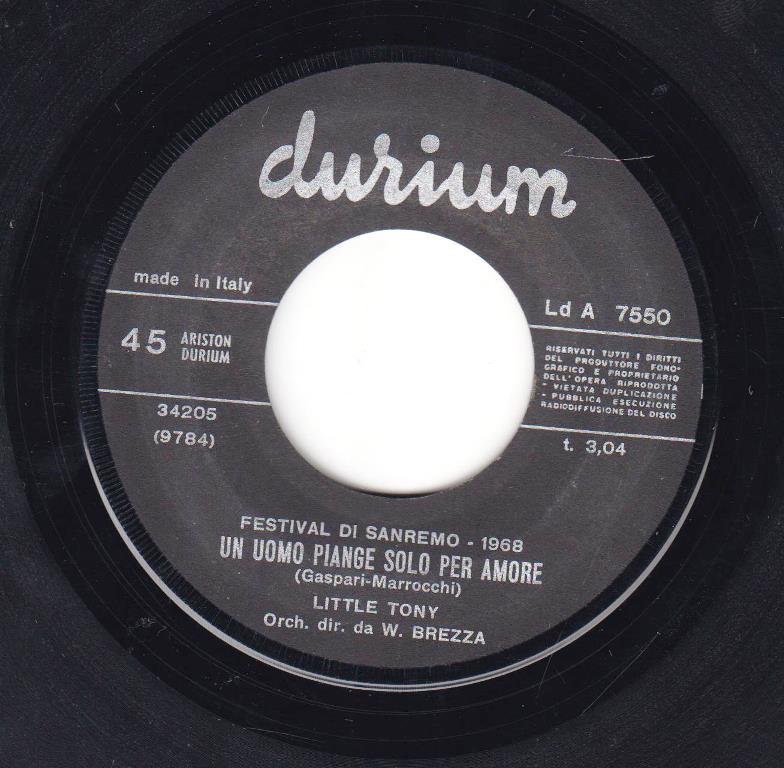 durium
made in Italy
45 ARISTON
DURIUM
34205
(9784)
Ld A 7550
RISERVATI TUTTI I DIRITTI
DEL PRODUTTORE FONO-
GRAFICO E PROPRIETARIO
DELL'OPERA RIPRODOTTA
- VIETATA DUPLICAZIONE
- PUBBLICA ESECUZIONE
RADIODIFFUSIONE DEL DISCO
t. 3,04
FESTIVAL DI SANREMO - 1968
UN UOMO PIANGE SOLO PER AMORE
(Gaspari-Marrocchi)
LITTLE TONY
Orch. dir. da W. BREZZA